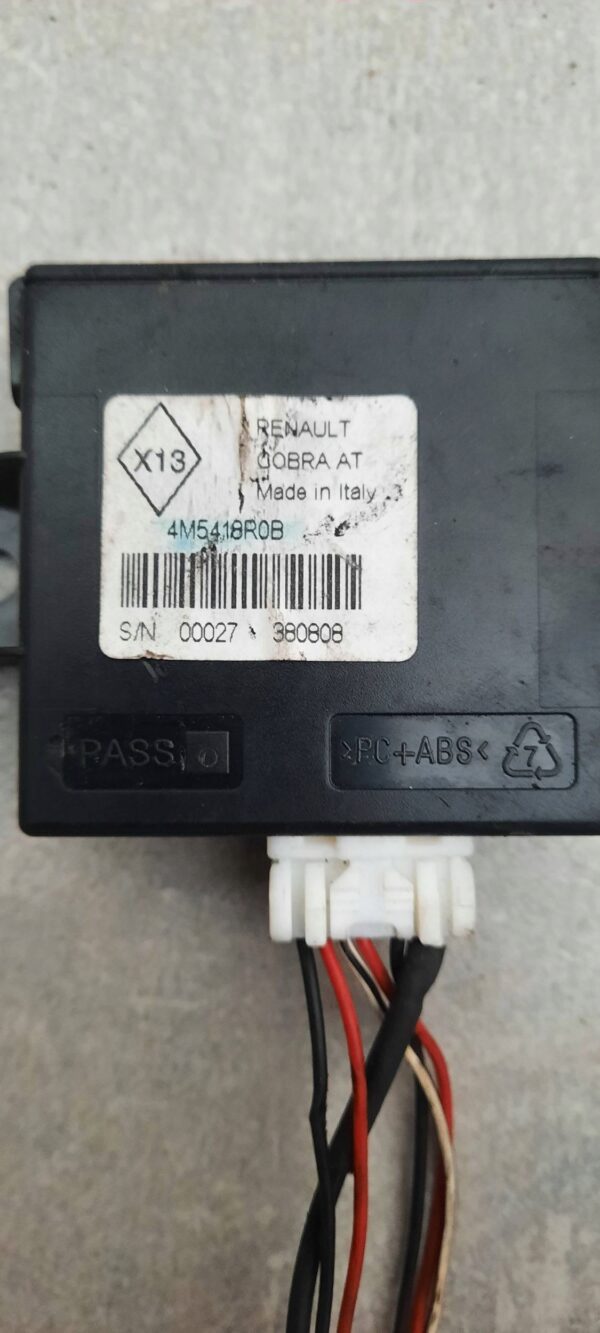 X13
RENAULT
COBRA AT
Made in Italy
4M5418R0B
S/N 00027 380808
PASS
>PC+ABS<
7